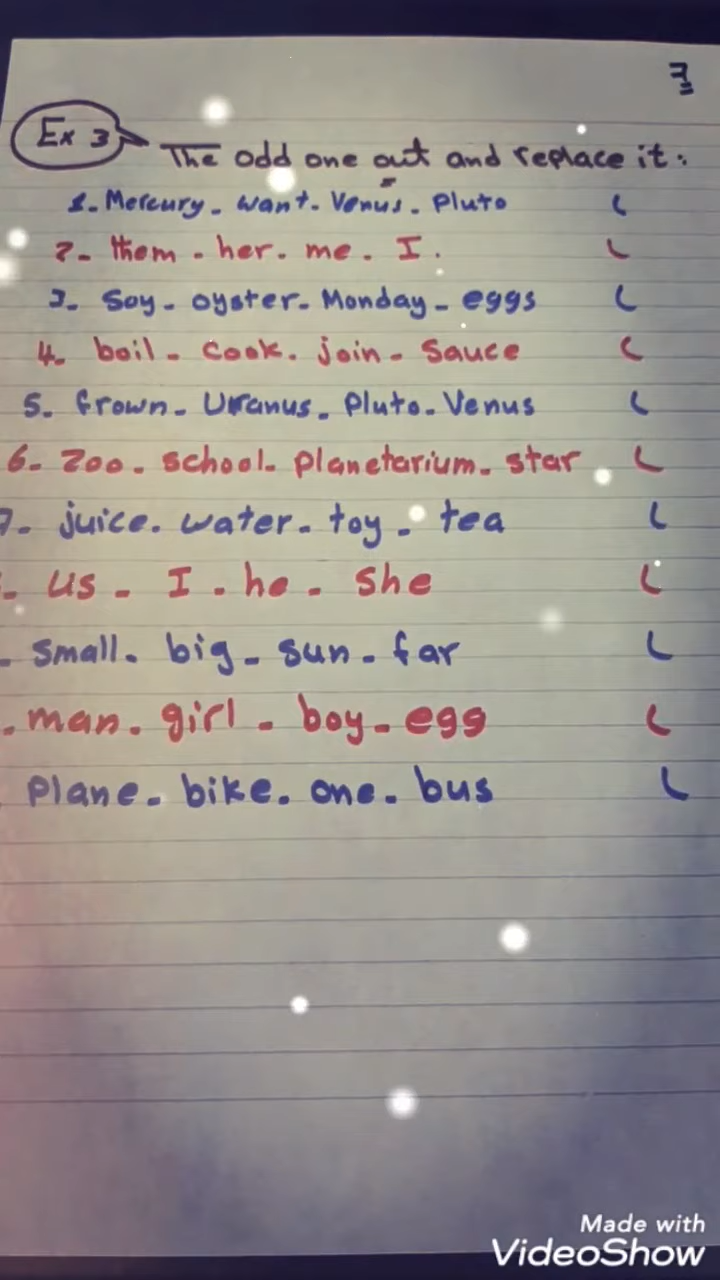 3
Ex 3
The odd one out and replace it:
1. Mercury. want. Venus. Pluto (
2- them. her. me. I. (
3. Soy- oyster. Monday- eggs (
4. boil- cook. join- Sauce (
5. frown. Uranus. Pluto. Venus (
6. Zoo. school. planetarium. star (
7. juice. water. toy. tea (
. us - I. he. She (
- Small. big- sun. far (
. man. girl - boy- egg (
Plane. bike. one. bus (
Made with
VideoShow